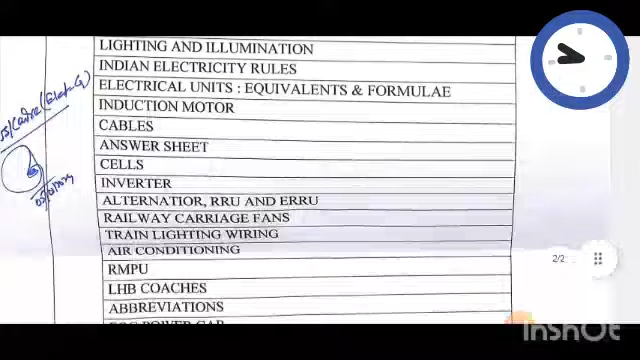 LIGHTING AND ILLUMINATION
INDIAN ELECTRICITY RULES
ELECTRICAL UNITS : EQUIVALENTS & FORMULAE
INDUCTION MOTOR
CABLES
ANSWER SHEET
CELLS
INVERTER
ALTERNATIOR, RRU AND ERRU
RAILWAY CARRIAGE FANS
TRAIN LIGHTING WIRING
AIR CONDITIONING
RMPU
LHB COACHES
ABBREVIATIONS
2/2
InShOt